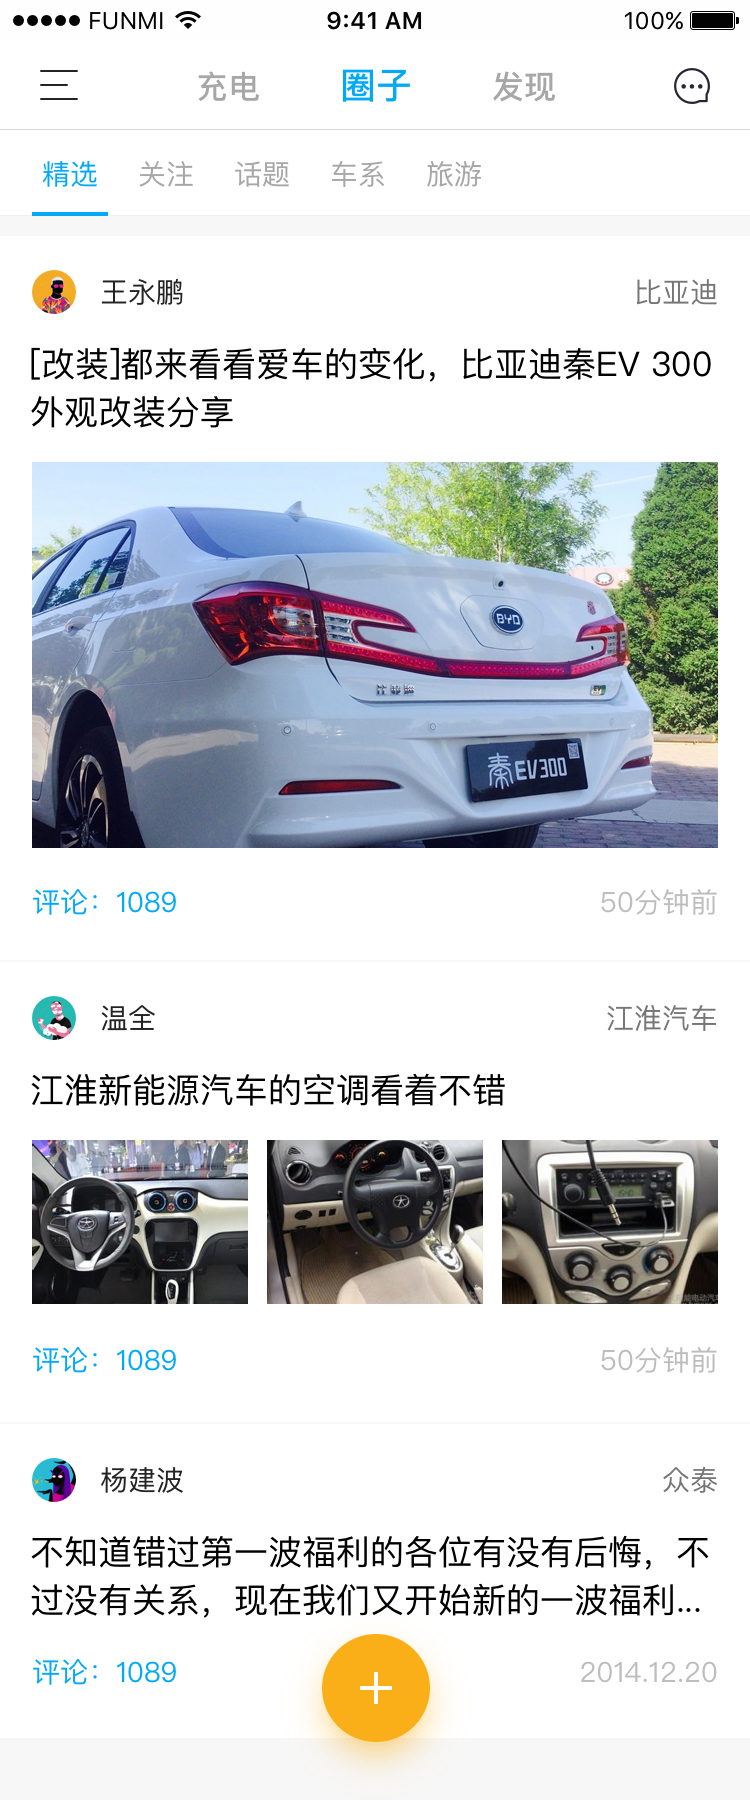 FUNMI 9:41 AM 100%
充电 圈子 发现
精选 关注 话题 车系 旅游
王永鹏 比亚迪
[改装]都来看看爱车的变化，比亚迪秦EV 300
外观改装分享
BYD
比亚迪 EV
秦EV300
评论：1089 50分钟前
温全 江淮汽车
江淮新能源汽车的空调看着不错
评论：1089 50分钟前
杨建波 众泰
不知道错过第一波福利的各位有没有后悔，不
过没有关系，现在我们又开始新的一波福利...
评论：1089 2014.12.20